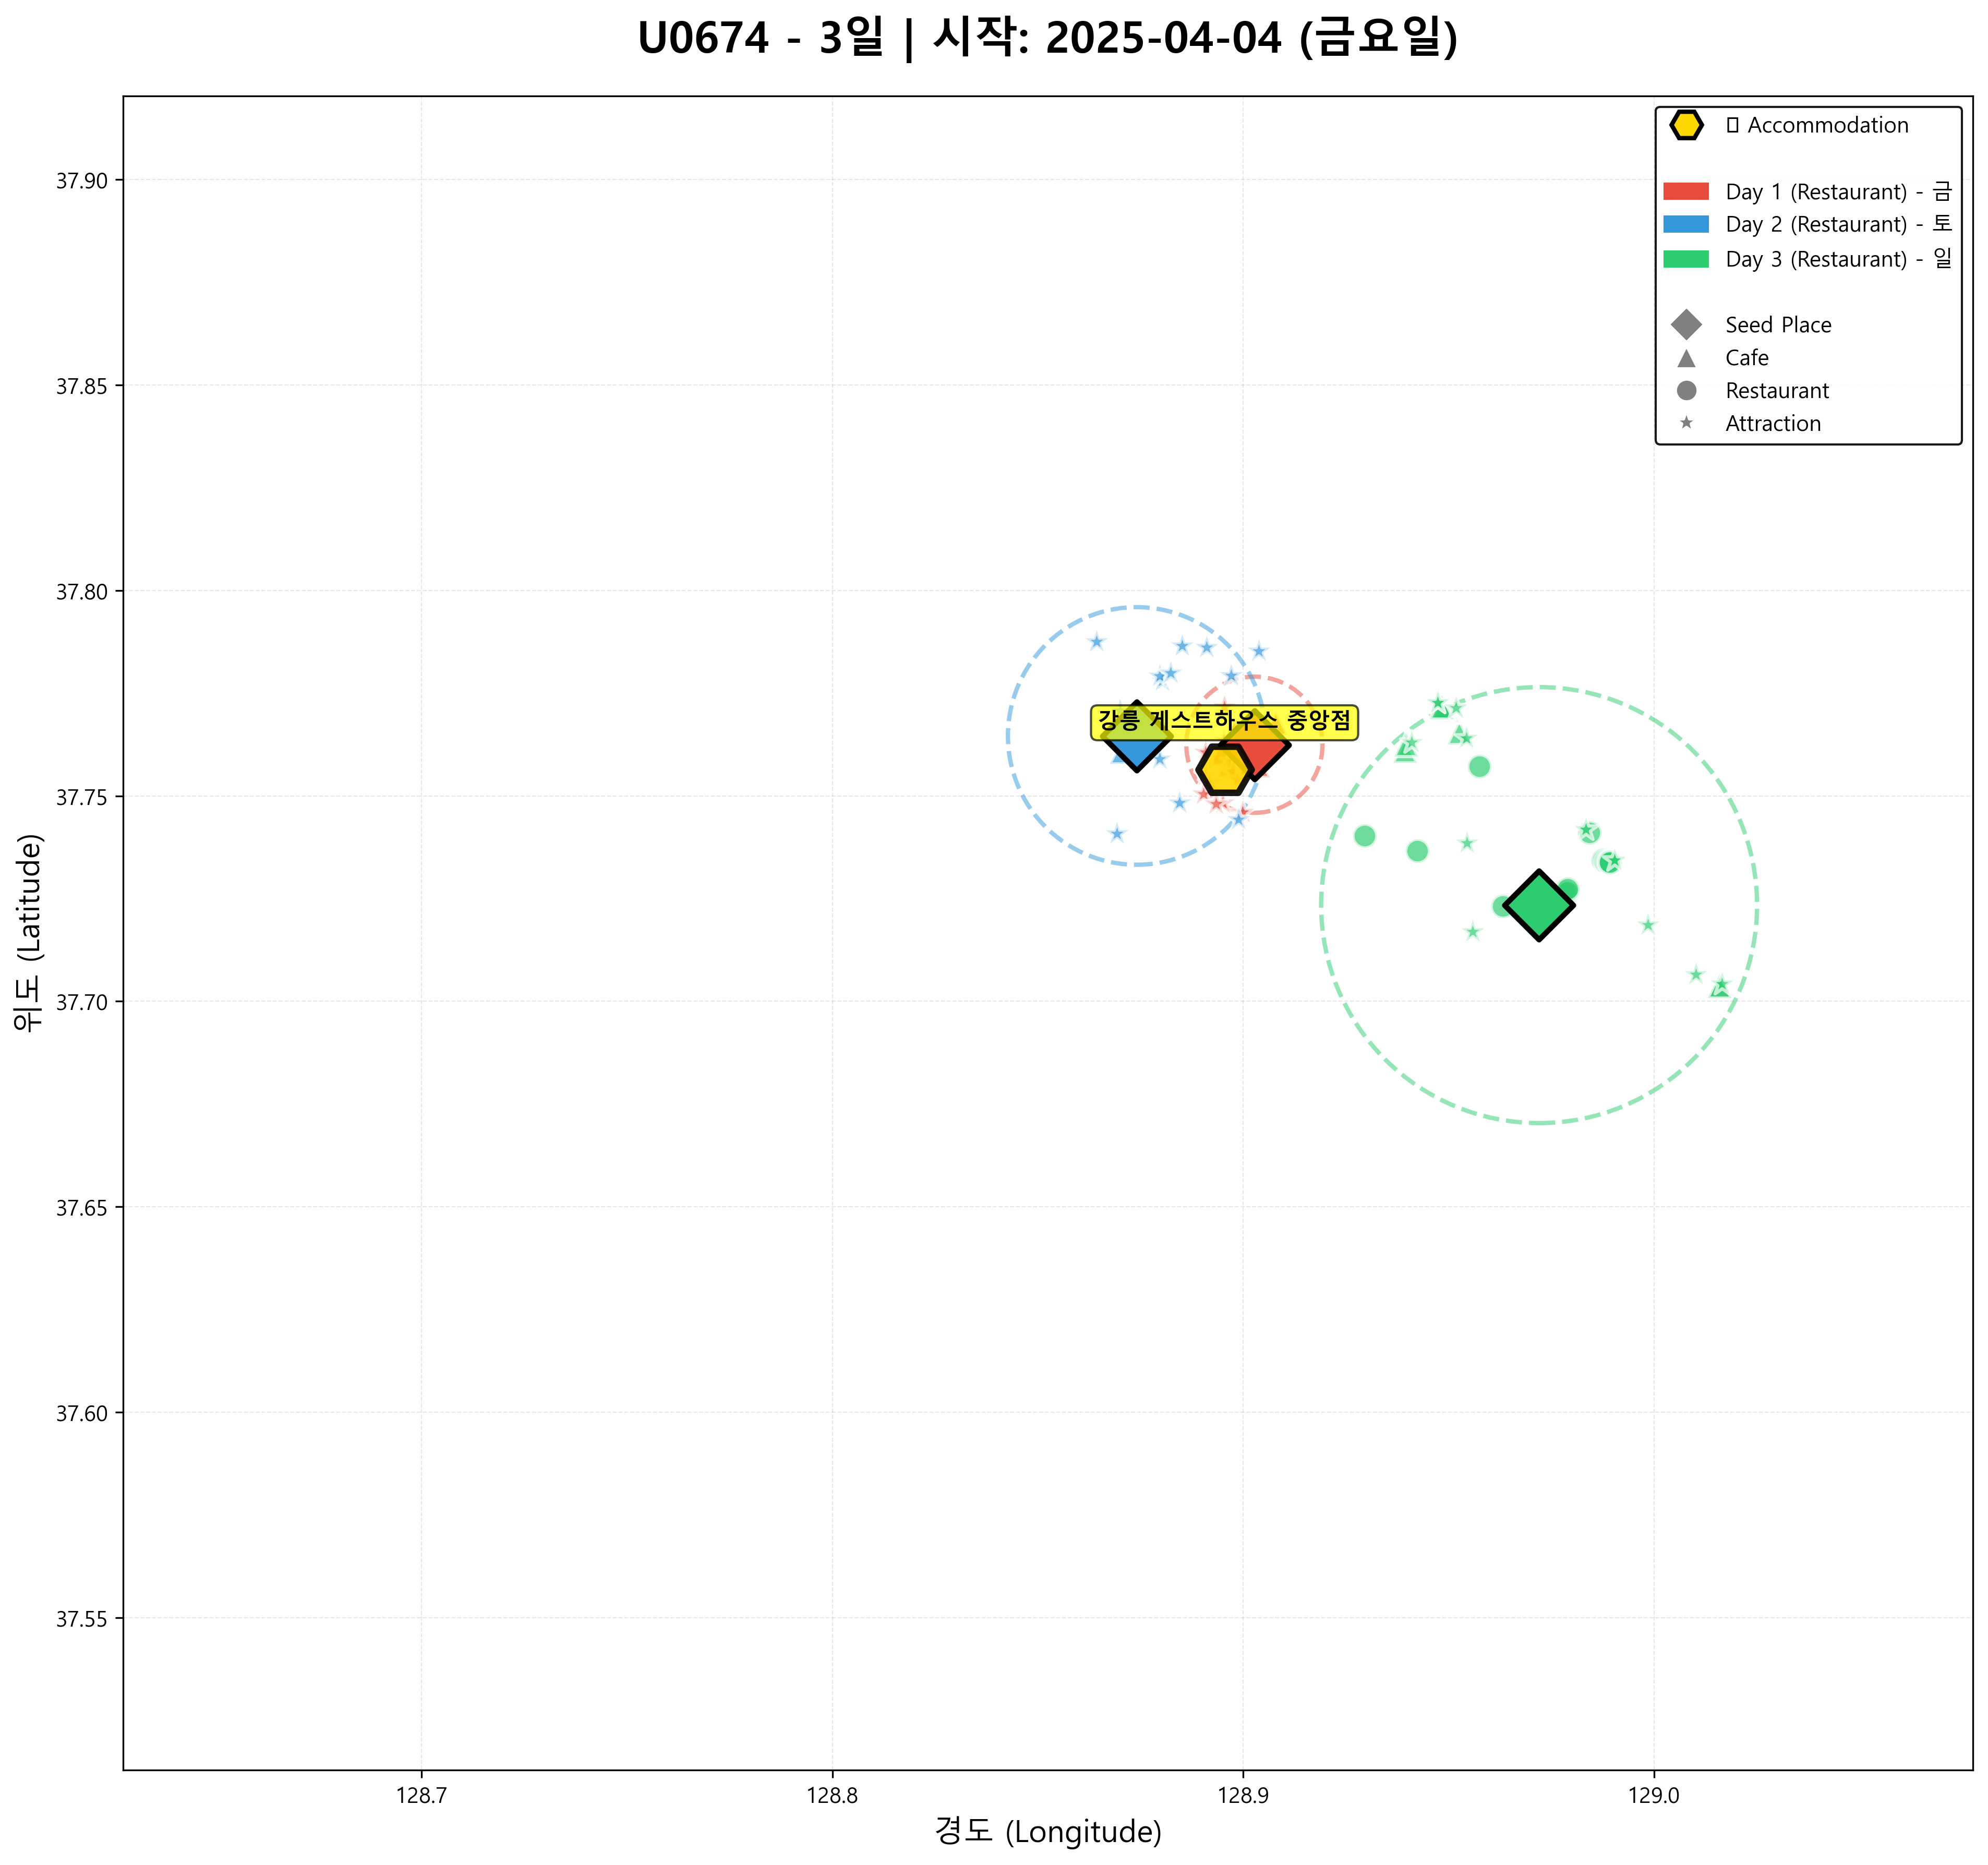 U0674 - 3일 | 시작: 2025-04-04 (금요일)
Accommodation
Day 1 (Restaurant) - 금
Day 2 (Restaurant) - 토
Day 3 (Restaurant) - 일
Seed Place
Cafe
Restaurant
Attraction
37.90
37.85
37.80
37.75
37.70
37.65
37.60
37.55
위도 (Latitude)
강릉 게스트하우스 중앙점
128.7
128.8
128.9
129.0
경도 (Longitude)